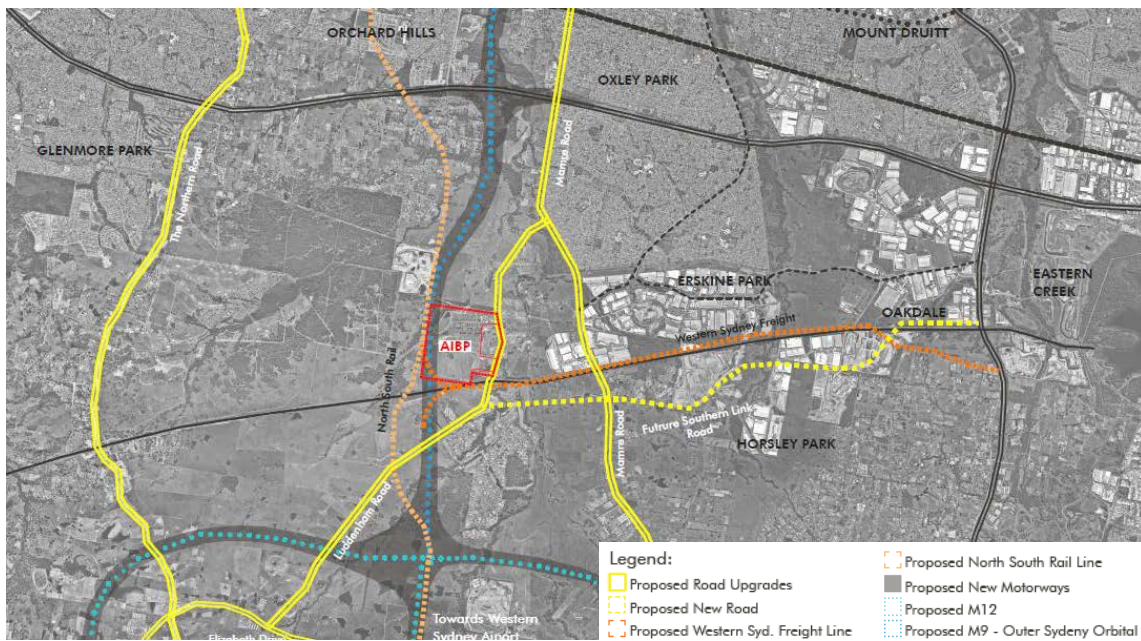 ORCHARD HILLS
MOUNT DRUITT
OXLEY PARK
GLENMORE PARK
The Northern Road
Mamre Road
ERSKINE PARK
EASTERN
CREEK
OAKDALE
Western Sydney Freight
AIBP
North South Rail
Mamre Road
Future Southern Links
Road
HORSLEY PARK
Luddenham Road
Towards Western
Sydney Aiport
Elizabeth Drive
Legend:
Proposed Road Upgrades
Proposed New Road
Proposed Western Syd. Freight Line
Proposed North South Rail Line
Proposed New Motorways
Proposed M12
Proposed M9 - Outer Sydeny Orbital